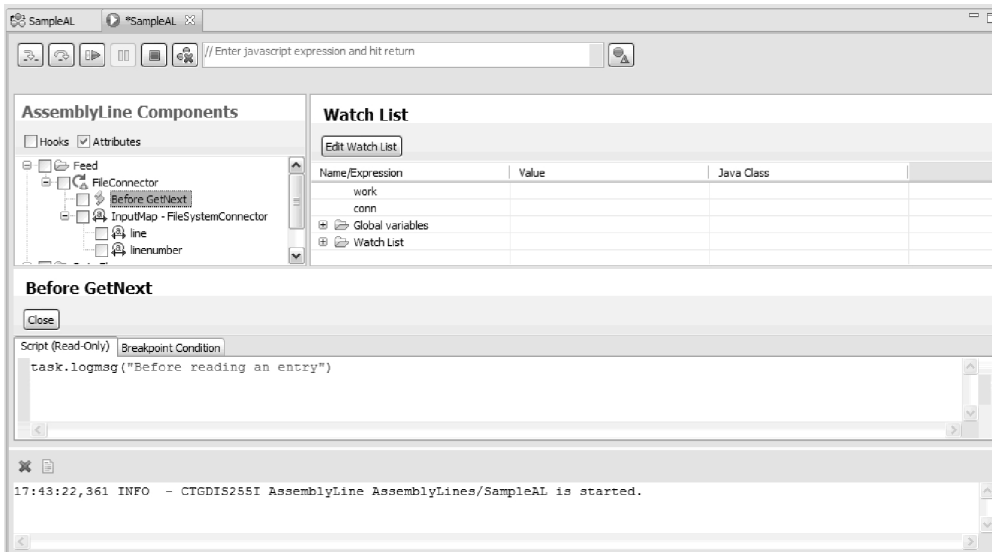 SampleAL
*SampleAL
// Enter javascript expression and hit return
AssemblyLine Components
Hooks
Attributes
Feed
FileConnector
Before GetNext
InputMap - FileSystemConnector
line
linenumber
Watch List
Edit Watch List
Name/Expression
Value
Java Class
work
conn
Global variables
Watch List
Before GetNext
Close
Script (Read-Only)
Breakpoint Condition
task.logmsg("Before reading an entry")
17:43:22,361 INFO - CTGDIS255I AssemblyLine AssemblyLines/SampleAL is started.